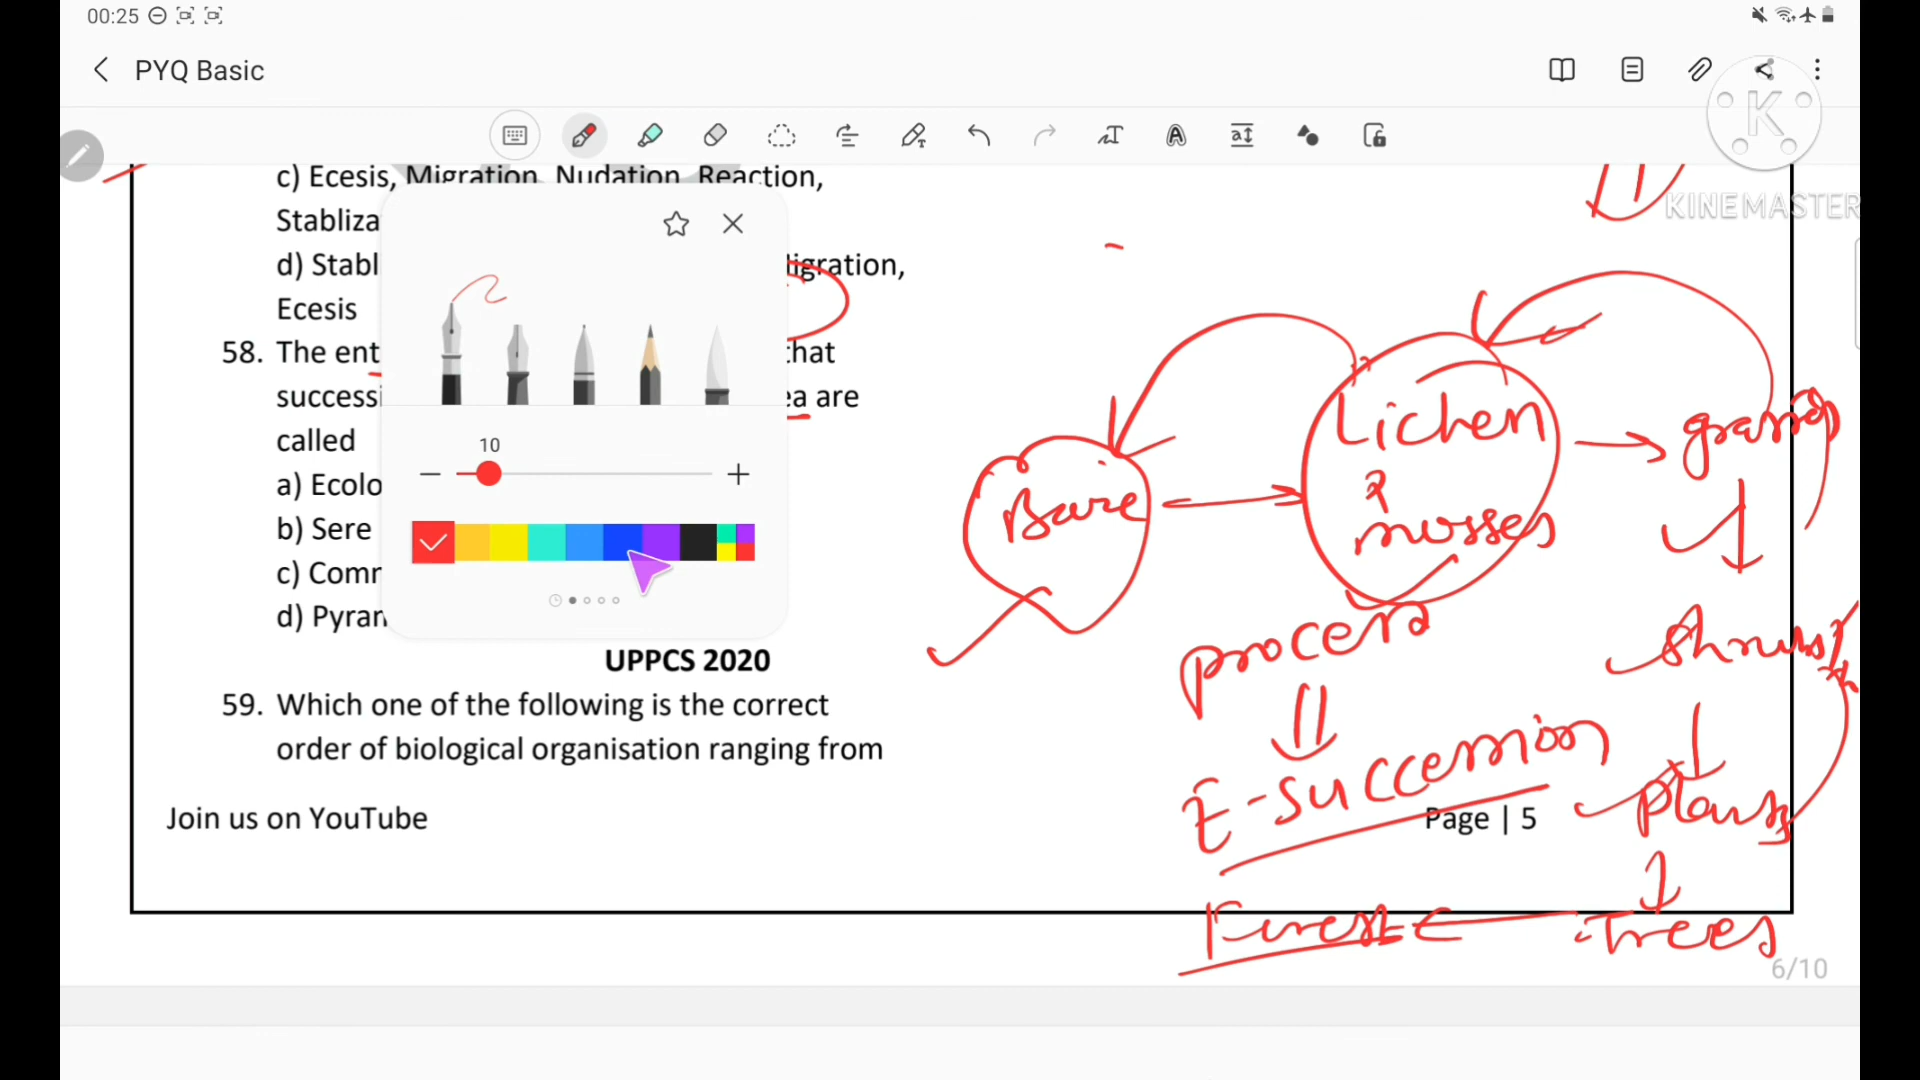 00:25
PYQ Basic
KINEMASTER
c) Ecesis, Migration, Nudation, Reaction,
Stabliza
d) Stabl igration,
Ecesis
58. The ent that
successi ea are
called
a) Ecolo
b) Sere
c) Comm
d) Pyram
10
UPPCS 2020
59. Which one of the following is the correct
order of biological organisation ranging from
Join us on YouTube
Page | 5
6/10
Bare
Lichen
&
mosses
grass
shrubs
plants
Trees
Forest
process
E-Succession